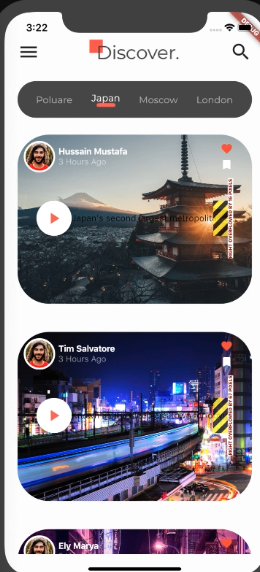 3:22
DEBUG
Discover.
Poluare
Japan
Moscow
London
Hussain Mustafa
3 Hours Ago
Japan's second largest metropolit
Tim Salvatore
3 Hours Ago
Ely Marya